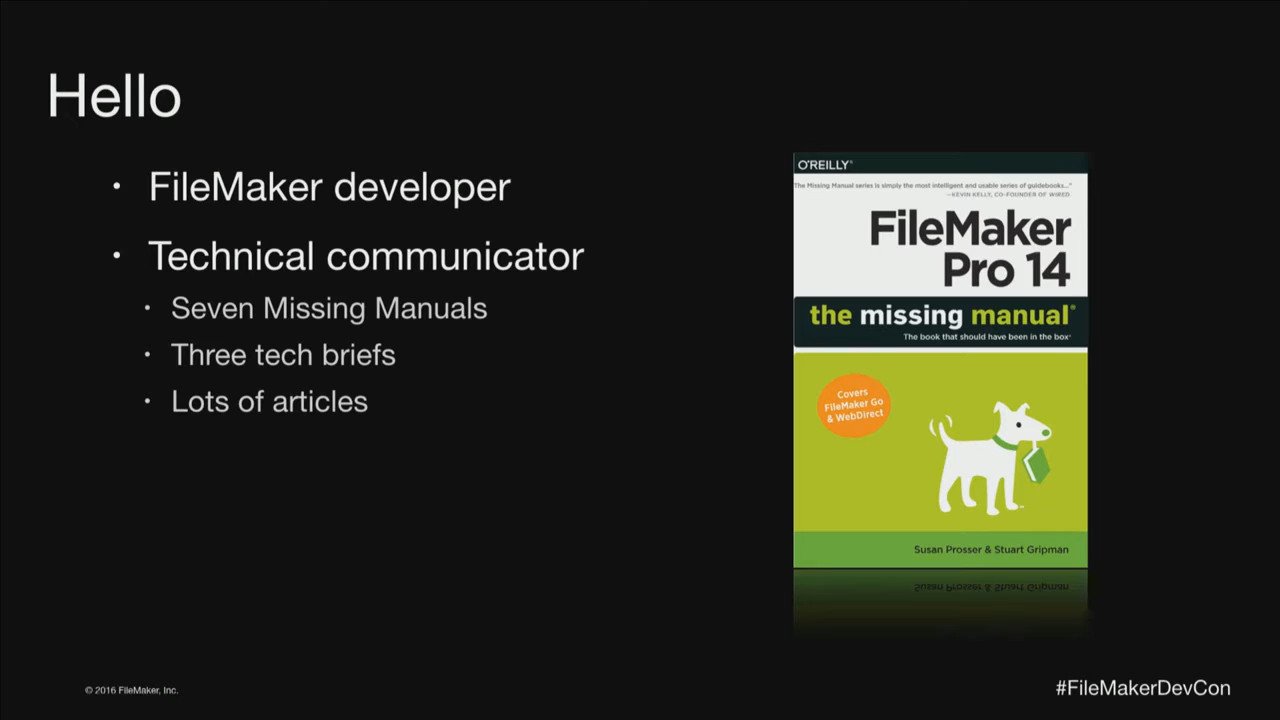 Hello
• FileMaker developer
• Technical communicator
• Seven Missing Manuals
• Three tech briefs
• Lots of articles
O'REILLY®
"The Missing Manual series is simply the most intelligent and usable series of guidebooks..."
—KEVIN KELLY, CO-FOUNDER OF WIRED
FileMaker
Pro 14
the missing manual®
The book that should have been in the box®
Covers
FileMaker Go
& WebDirect
Susan Prosser & Stuart Gripman
© 2016 FileMaker, Inc.
#FileMakerDevCon